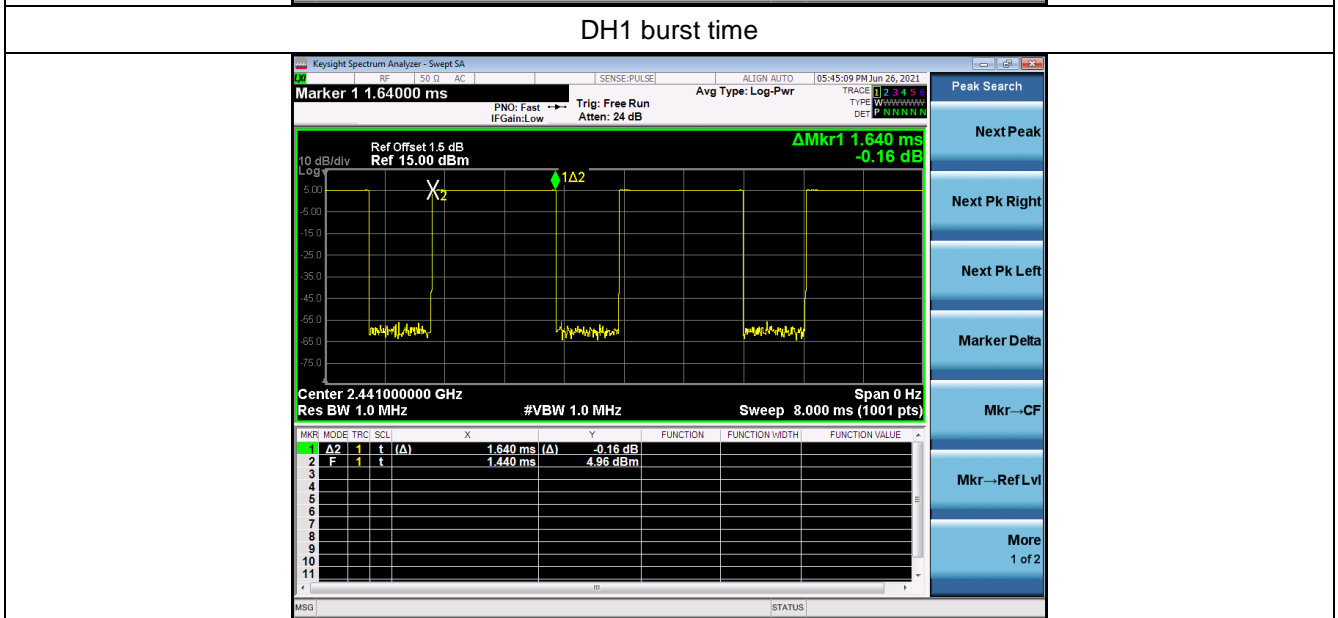 DH1 burst time
Keysight Spectrum Analyzer - Swept SA
LXI RF 50 Ω AC SENSE:PULSE ALIGN AUTO 05:45:09 PM Jun 26, 2021
Marker 1 1.64000 ms
PNO: Fast Trig: Free Run Avg Type: Log-Pwr TRACE 1 2 3 4 5 6
IFGain:Low Atten: 24 dB TYPE WWWWWW
DET P N N N N N
Peak Search
Next Peak
Next Pk Right
Next Pk Left
Marker Delta
Mkr→CF
Mkr→Ref Lvl
More
1 of 2
ΔMkr1 1.640 ms
-0.16 dB
Ref Offset 1.5 dB
10 dB/div Ref 15.00 dBm
Log
1Δ2
X2
5.00
-5.00
-15.0
-25.0
-35.0
-45.0
-55.0
-65.0
-75.0
Center 2.441000000 GHz Span 0 Hz
Res BW 1.0 MHz #VBW 1.0 MHz Sweep 8.000 ms (1001 pts)
MKR MODE TRC SCL X Y FUNCTION FUNCTION WIDTH FUNCTION VALUE
1 Δ2 1 t (Δ) 1.640 ms (Δ) -0.16 dB
2 F 1 t 1.440 ms 4.96 dBm
3
4
5
6
7
8
9
10
11
MSG STATUS